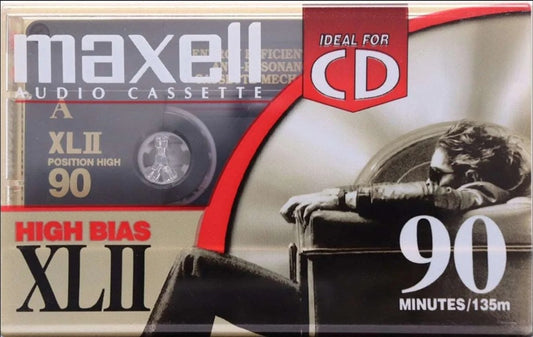 maxell
AUDIO CASSETTE
IDEAL FOR
CD
A
XLII
POSITION HIGH
90
HIGH BIAS
XLII
90
MINUTES/135m